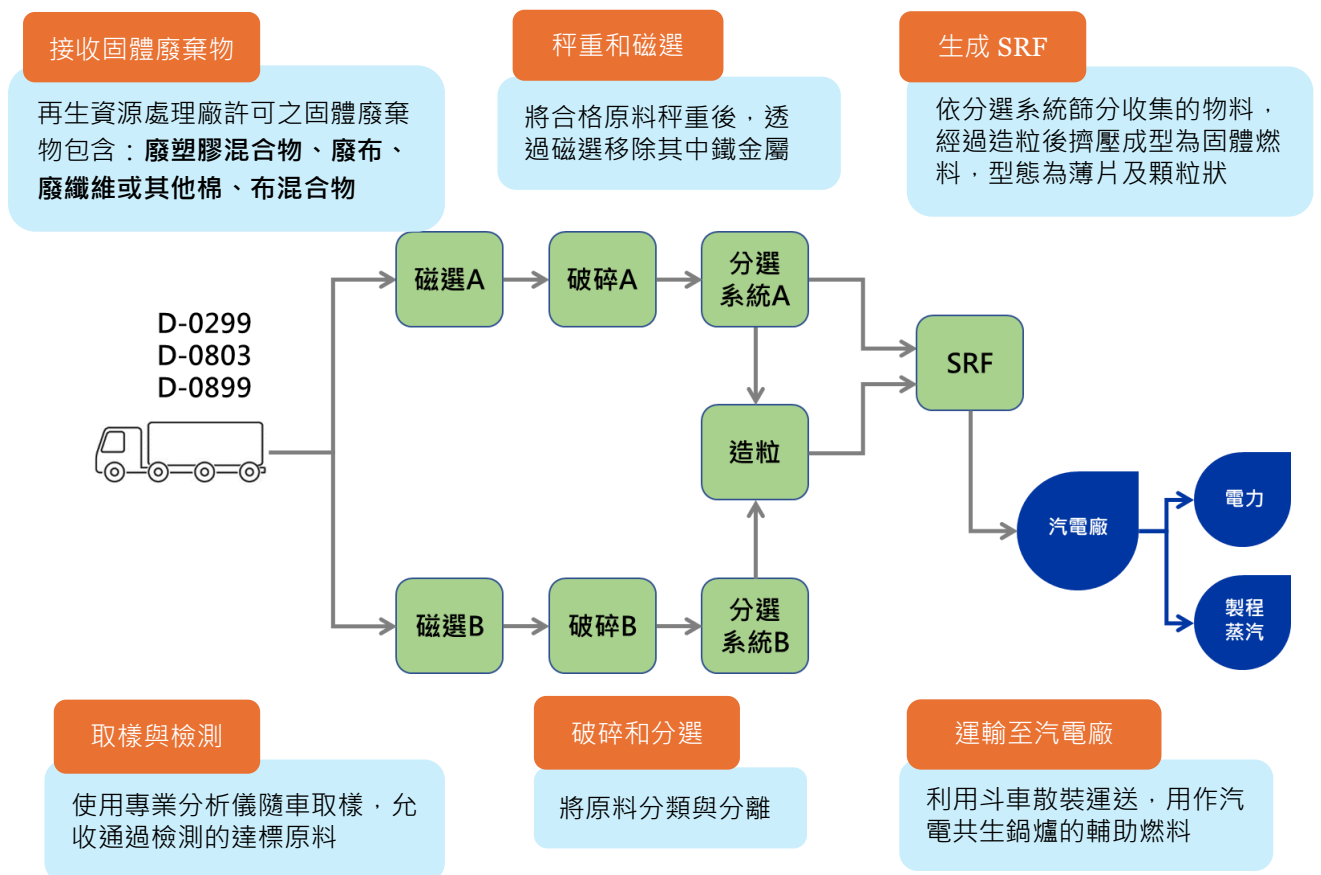 接收固體廢棄物
再生資源處理廠許可之固體廢棄
物包含：廢塑膠混合物、廢布、
廢纖維或其他棉、布混合物
秤重和磁選
將合格原料秤重後，透
過磁選移除其中鐵金屬
生成 SRF
依分選系統篩分收集的物料，
經過造粒後擠壓成型為固體燃
料，型態為薄片及顆粒狀
D-0299
D-0803
D-0899
磁選A
破碎A
分選
系統A
SRF
造粒
磁選B
破碎B
分選
系統B
汽電廠
電力
製程
蒸汽
取樣與檢測
使用專業分析儀隨車取樣，允
收通過檢測的達標原料
破碎和分選
將原料分類與分離
運輸至汽電廠
利用斗車散裝運送，用作汽
電共生鍋爐的輔助燃料